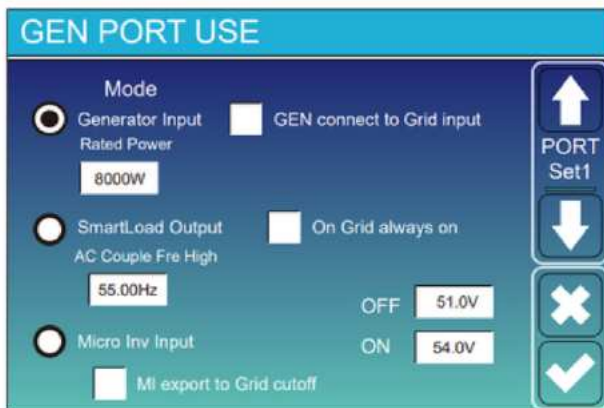 GEN PORT USE
Mode
Generator Input
GEN connect to Grid input
Rated Power
8000W
PORT
Set1
SmartLoad Output
On Grid always on
AC Couple Fre High
55.00Hz
OFF
51.0V
Micro Inv Input
ON
54.0V
MI export to Grid cutoff